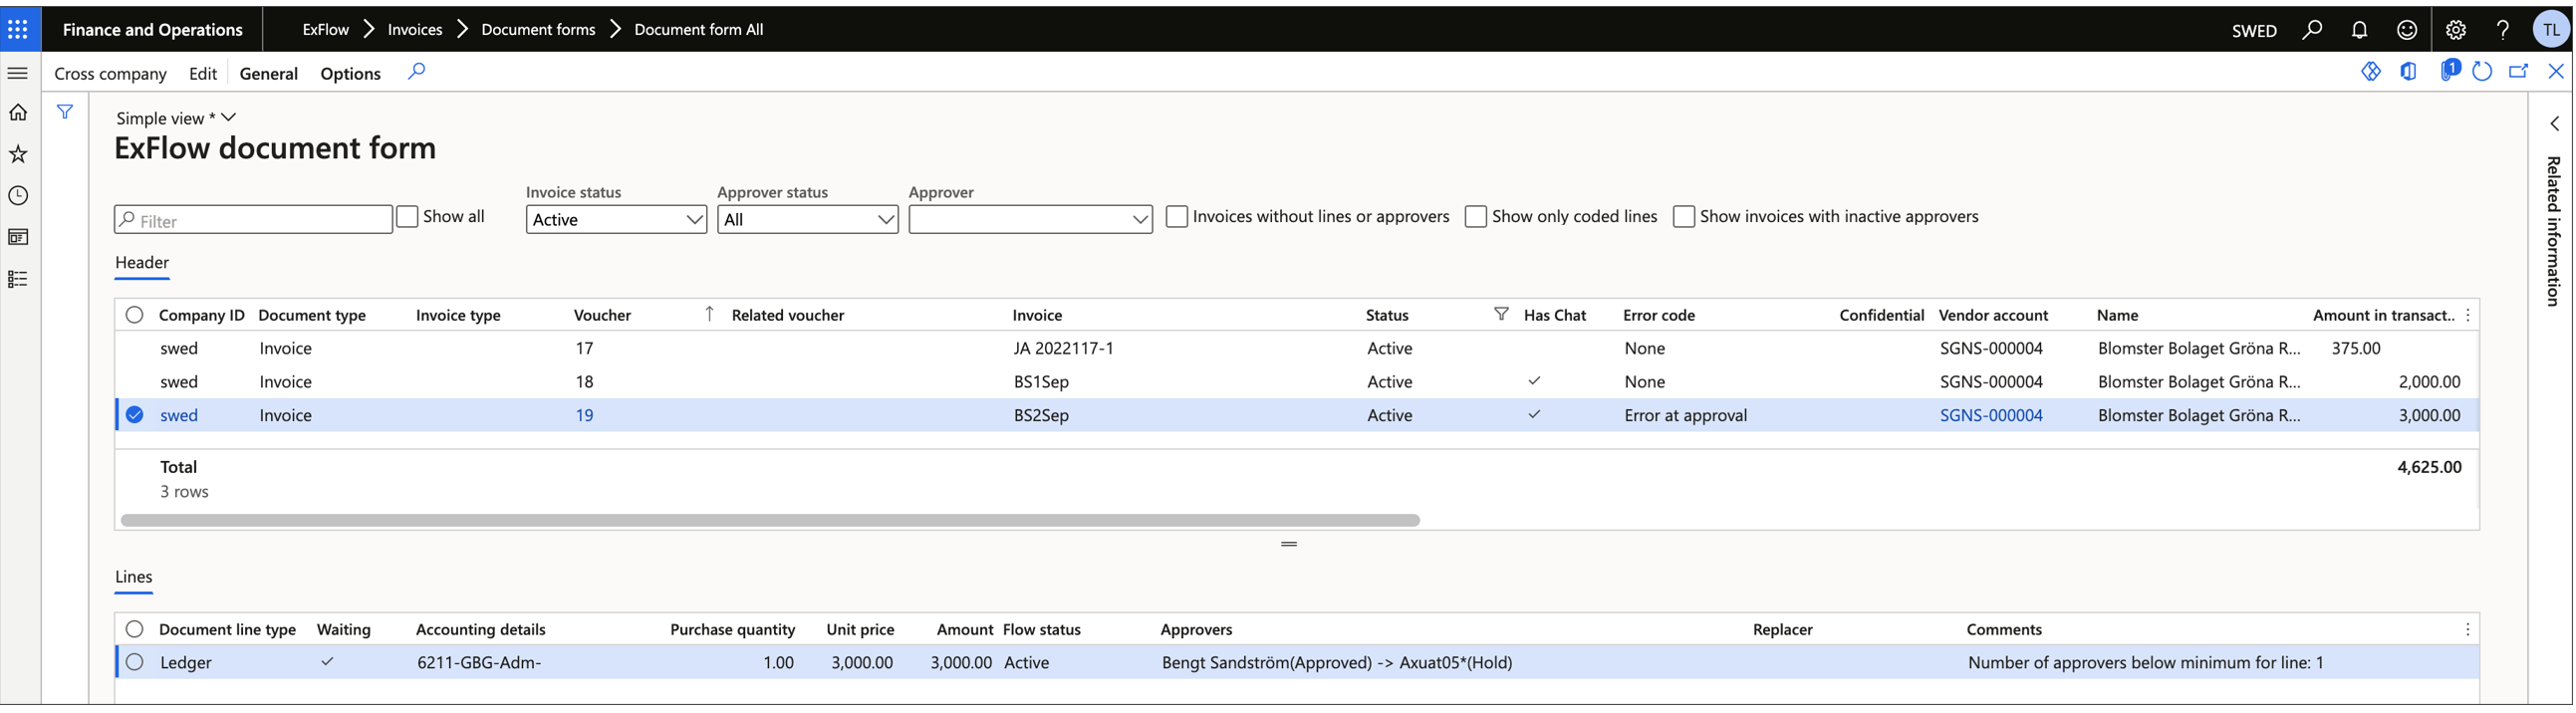 Finance and Operations ExFlow Invoices Document forms Document form All SWED TL
Cross company Edit General Options 1
Simple view *
ExFlow document form
Invoice status Approver status Approver
Filter Show all Active All Invoices without lines or approvers Show only coded lines Show invoices with inactive approvers
Related information
Header
Company ID Document type Invoice type Voucher Related voucher Invoice Status Has Chat Error code Confidential Vendor account Name Amount in transact..
swed Invoice 17 JA 2022117-1 Active None SGNS-000004 Blomster Bolaget Gröna R... 375.00
swed Invoice 18 BS1Sep Active None SGNS-000004 Blomster Bolaget Gröna R... 2,000.00
swed Invoice 19 BS2Sep Active Error at approval SGNS-000004 Blomster Bolaget Gröna R... 3,000.00
Total 4,625.00
3 rows
Lines
Document line type Waiting Accounting details Purchase quantity Unit price Amount Flow status Approvers Replacer Comments
Ledger 6211-GBG-Adm- 1.00 3,000.00 3,000.00 Active Bengt Sandström(Approved) -> Axuat05*(Hold) Number of approvers below minimum for line: 1